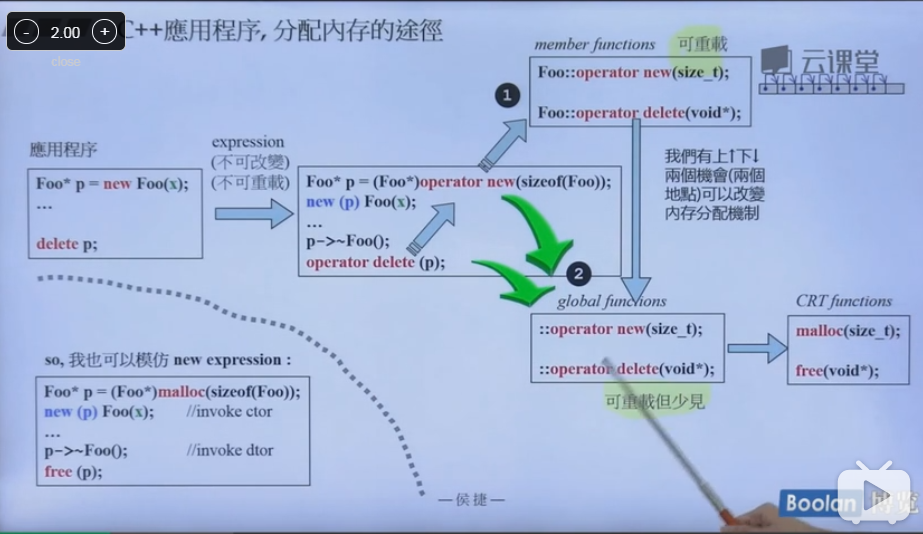 2.00
close
C++應用程序, 分配內存的途徑
member functions 可重載
云课堂
Foo::operator new(size_t);
Foo::operator delete(void*);
1
應用程序
Foo* p = new Foo(x);
...
delete p;
expression
(不可改變)
(不可重載)
Foo* p = (Foo*)operator new(sizeof(Foo));
new (p) Foo(x);
...
p->~Foo();
operator delete (p);
我們有上↑下↓
兩個機會(兩個
地點)可以改變
內存分配機制
2
global functions
::operator new(size_t);
::operator delete(void*);
可重載但少見
CRT functions
malloc(size_t);
free(void*);
so, 我也可以模仿 new expression :
Foo* p = (Foo*)malloc(sizeof(Foo));
new (p) Foo(x); //invoke ctor
...
p->~Foo(); //invoke dtor
free (p);
—侯捷—
Boolan 博览